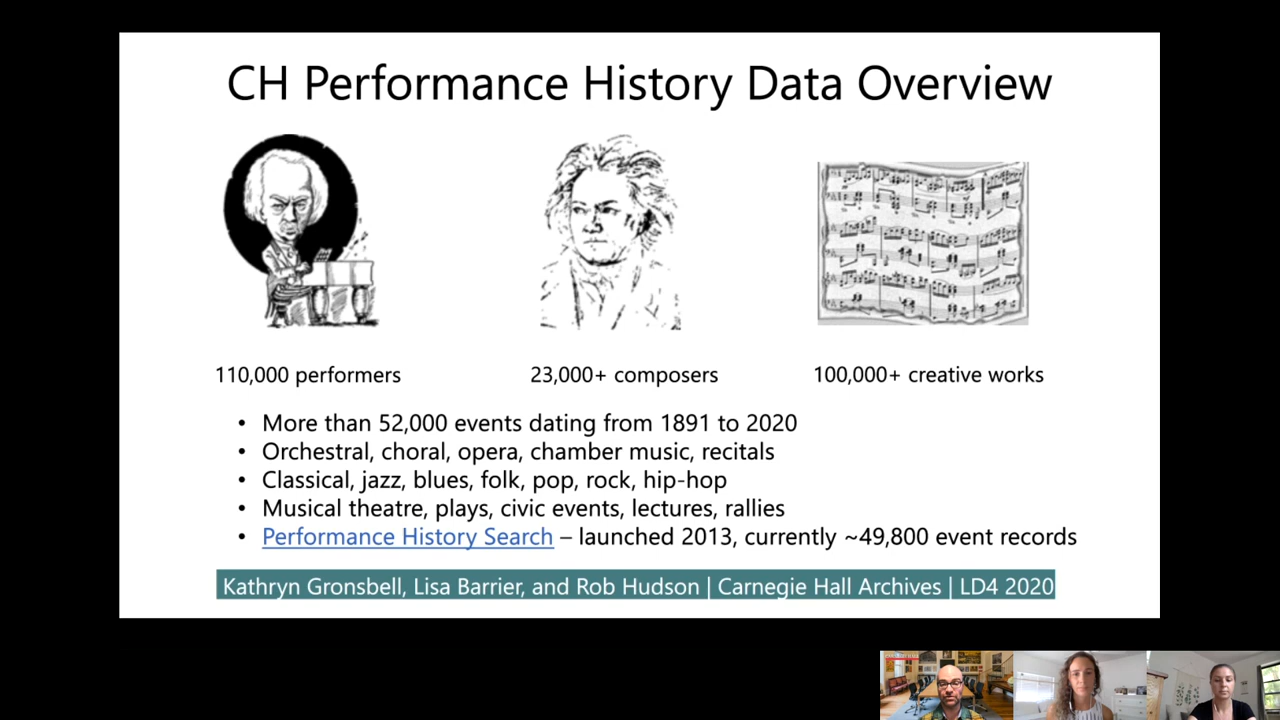 CH Performance History Data Overview
110,000 performers
23,000+ composers
100,000+ creative works
• More than 52,000 events dating from 1891 to 2020
• Orchestral, choral, opera, chamber music, recitals
• Classical, jazz, blues, folk, pop, rock, hip-hop
• Musical theatre, plays, civic events, lectures, rallies
• Performance History Search – launched 2013, currently ~49,800 event records
Kathryn Gronsbell, Lisa Barrier, and Rob Hudson | Carnegie Hall Archives | LD4 2020